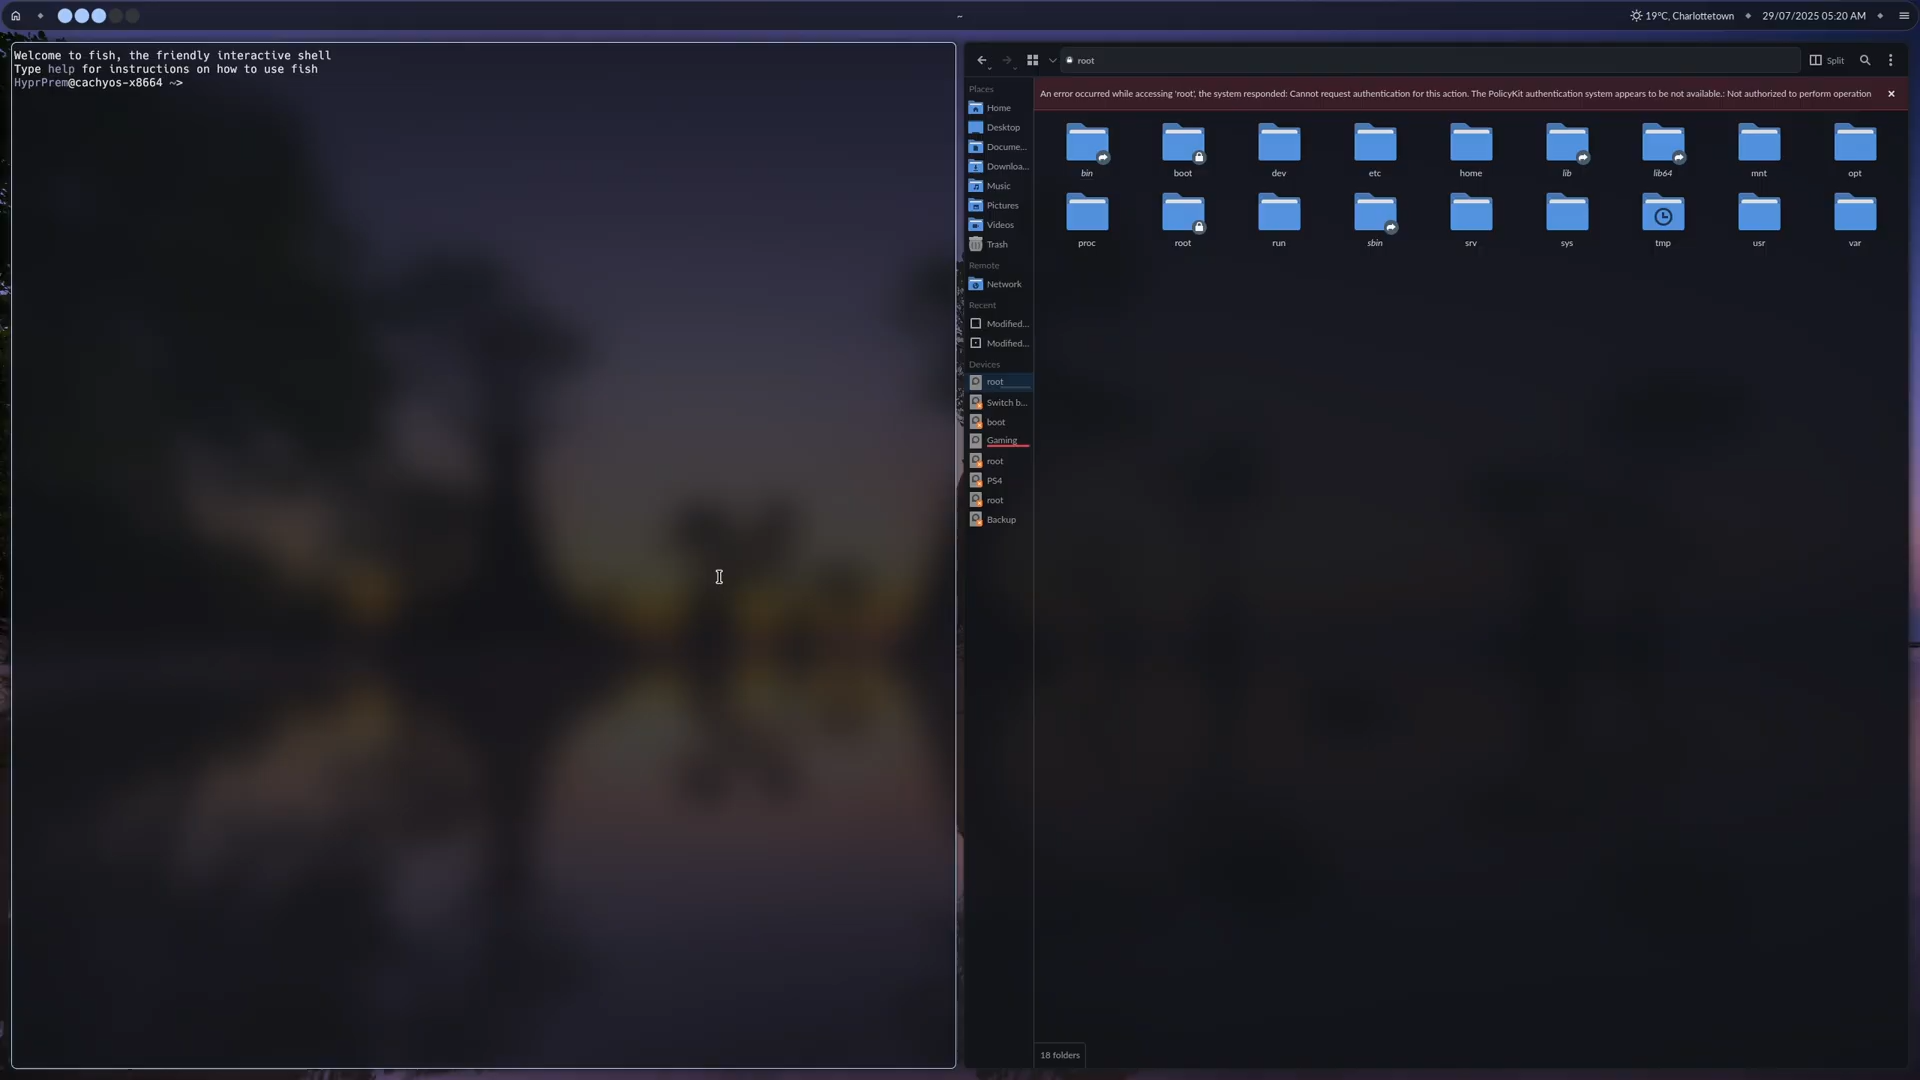 ~
19°C, Charlottetown
29/07/2025 05:20 AM
Welcome to fish, the friendly interactive shell
Type help for instructions on how to use fish
HyprPrem@cachyos-x8664 ~>
root
Split
Places
Home
Desktop
Docume...
Downloa...
Music
Pictures
Videos
Trash
Remote
Network
Recent
Modified...
Modified...
Devices
root
Switch b...
boot
Gaming
root
PS4
root
Backup
An error occurred while accessing 'root', the system responded: Cannot request authentication for this action. The PolicyKit authentication system appears to be not available.: Not authorized to perform operation
bin boot dev etc home lib lib64 mnt opt
proc root run sbin srv sys tmp usr var
18 folders